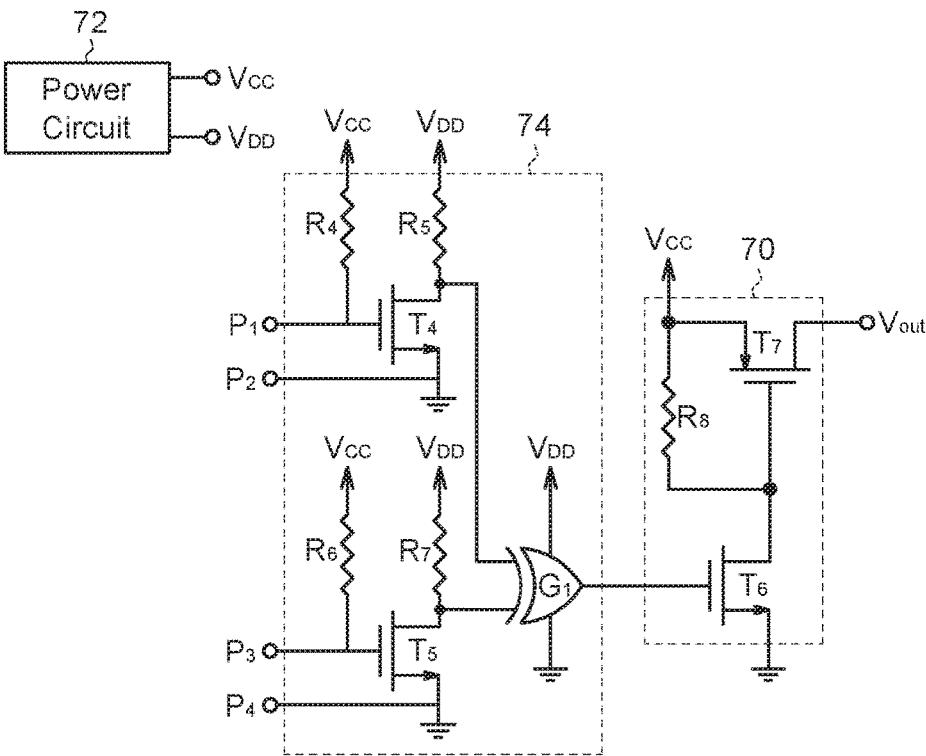 72
Power
Circuit
VCC
VDD
VCC
VDD
74
R4
R5
P1
T4
P2
VCC
70
T7
Vout
R8
VCC
VDD
VDD
R6
R7
G1
T6
P3
T5
P4